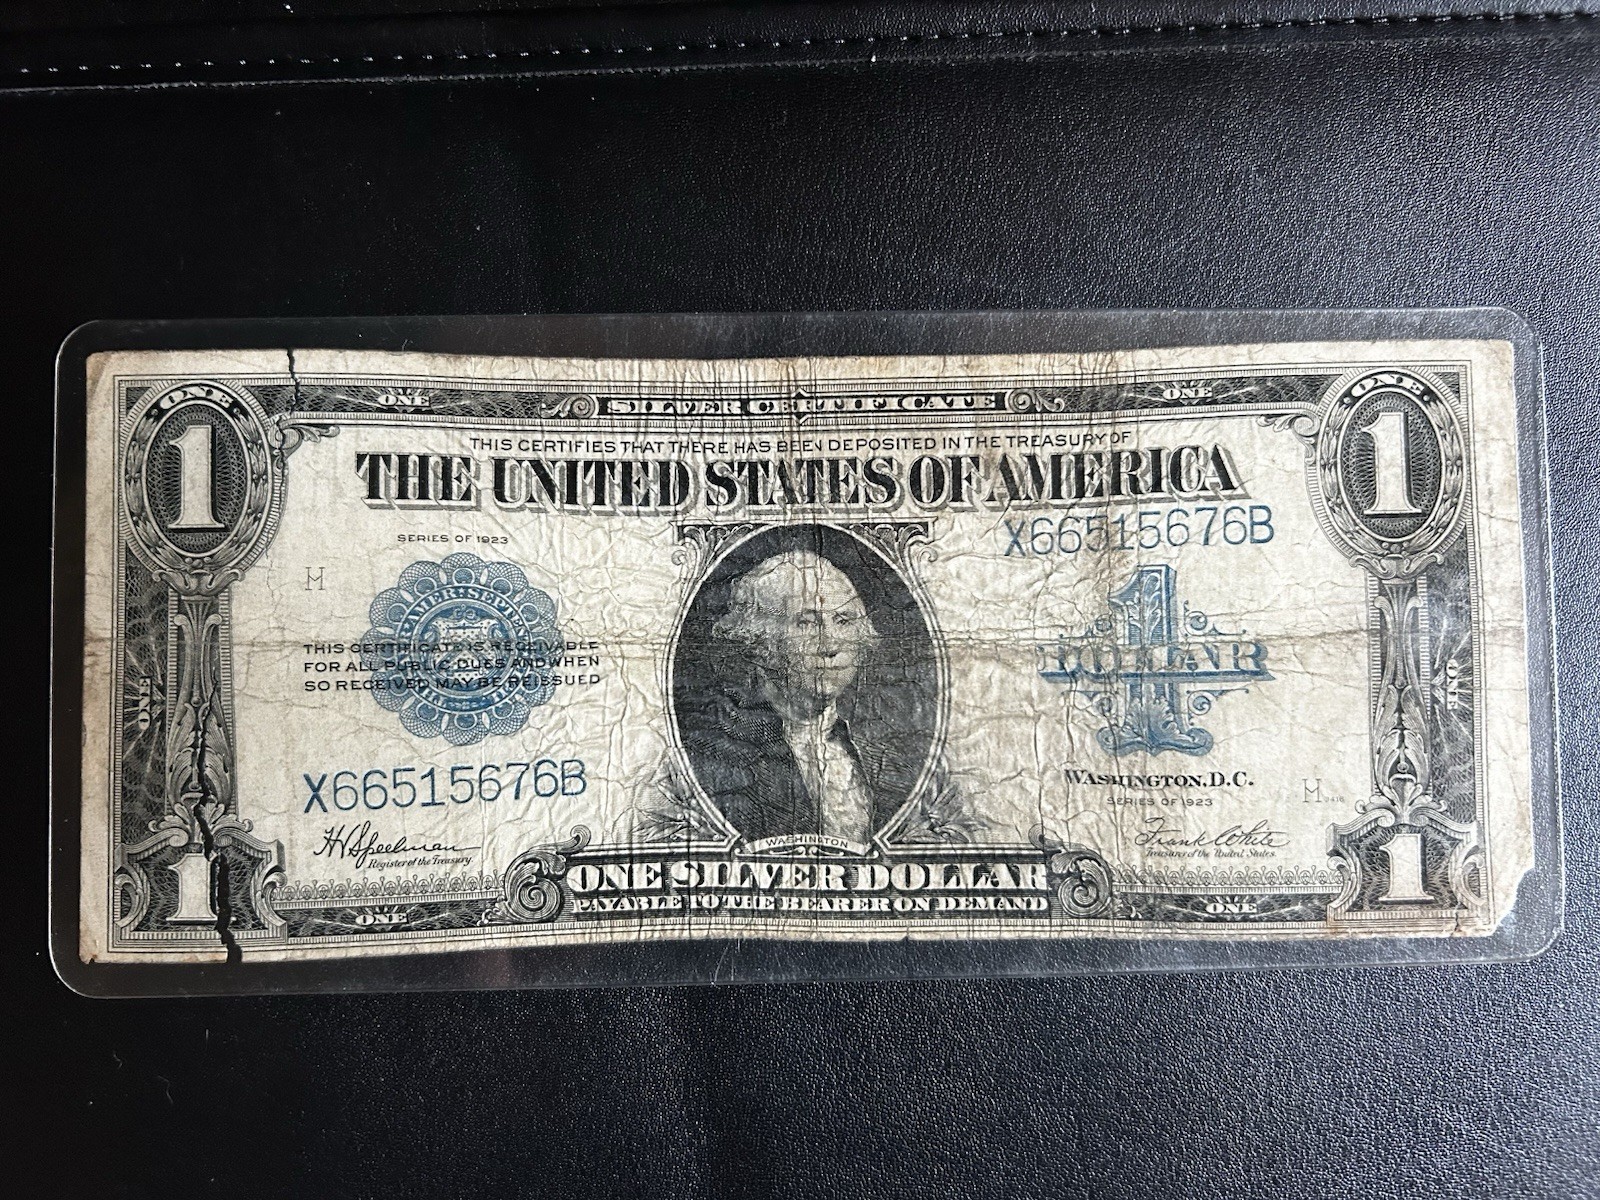 ONE
ONE
SILVER CERTIFICATE
ONE
ONE
1
1
THIS CERTIFIES THAT THERE HAS BEEN DEPOSITED IN THE TREASURY OF
THE UNITED STATES OF AMERICA
X66515676B
SERIES OF 1923
H
THIS CERTIFICATE IS RECEIVABLE
FOR ALL PUBLIC DUES AND WHEN
SO RECEIVED MAY BE REISSUED
1
DOLLAR
ONE
ONE
X66515676B
WASHINGTON, D.C.
SERIES OF 1923
H
H V Speelman
Register of the Treasury.
WASHINGTON
Frank White
Treasurer of the United States.
1
1
ONE SILVER DOLLAR
PAYABLE TO THE BEARER ON DEMAND
ONE
ONE